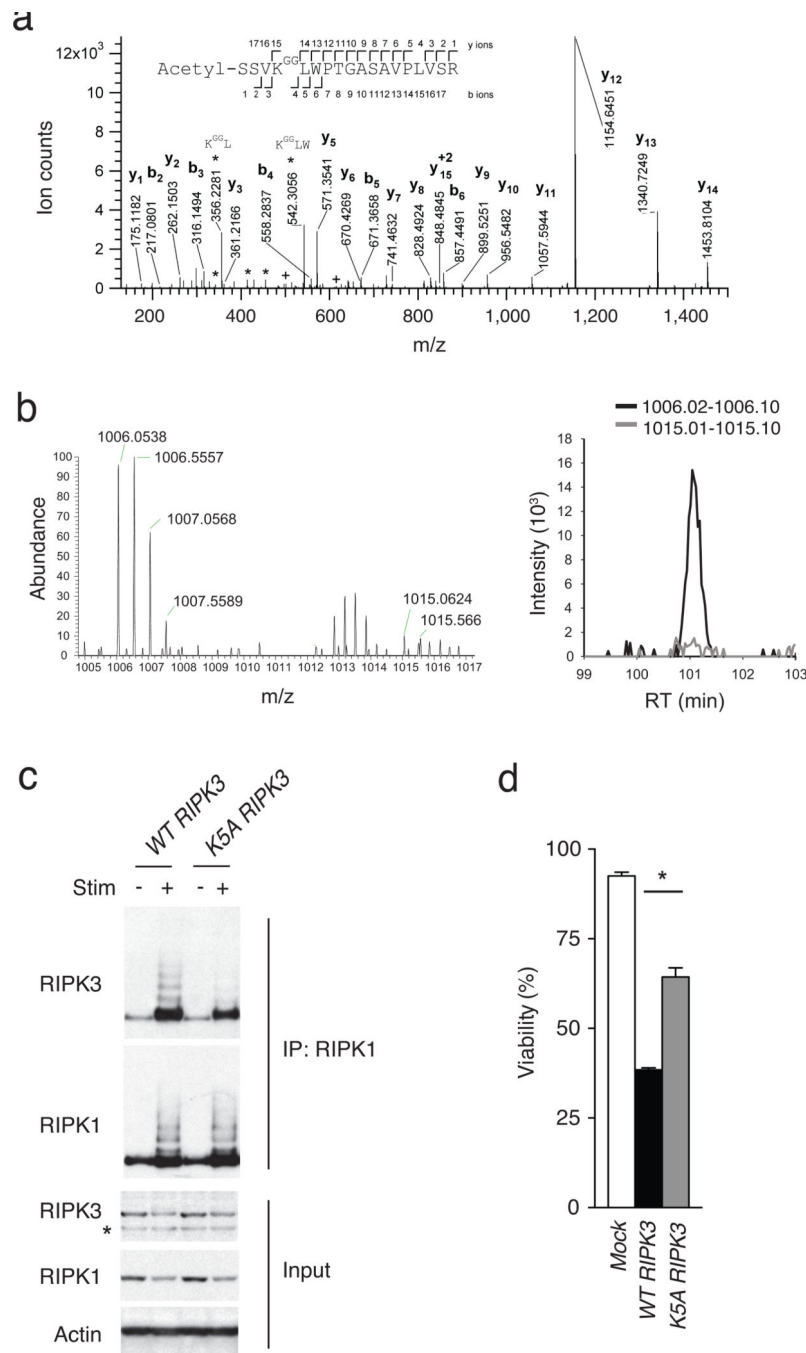 a
17 16 15 14 13 12 11 10 9 8 7 6 5 4 3 2 1 y ions
Acetyl-SSVK^GG LWPTGASAVPLVSR
1 2 3 4 5 6 7 8 9 10 11 12 13 14 15 16 17 b ions
12×10³
10
8
6
4
2
0
Ion counts
y1
175.1182
b2
217.0801
y2
262.1503
b3
316.1494
K^GG L
*
356.2281
y3
361.2166
b4
558.2837
K^GG LW
*
542.3056
y5
571.3541
y6
670.4269
b5
671.3658
y7
741.4632
y8
828.4924
y15 +2
848.4845
b6
857.4491
y9
899.5251
y10
956.5482
y11
1057.5944
y12
1154.6451
y13
1340.7249
y14
1453.8104
* * * + +
200 400 600 800 1,000 1,200 1,400
m/z
b
100
90
80
70
60
50
40
30
20
10
0
Abundance
1006.0538
1006.5557
1007.0568
1007.5589
1015.0624
1015.566
1005 1006 1007 1008 1009 1010 1011 1012 1013 1014 1015 1016 1017
m/z
1006.02-1006.10
1015.01-1015.10
18
16
14
12
10
8
6
4
2
0
Intensity (10³)
99 100 101 102 103
RT (min)
c
WT RIPK3 K5A RIPK3
Stim - + - +
RIPK3
RIPK1
IP: RIPK1
RIPK3
*
RIPK1
Actin
Input
d
100
75
50
25
0
Viability (%)
*
Mock
WT RIPK3
K5A RIPK3